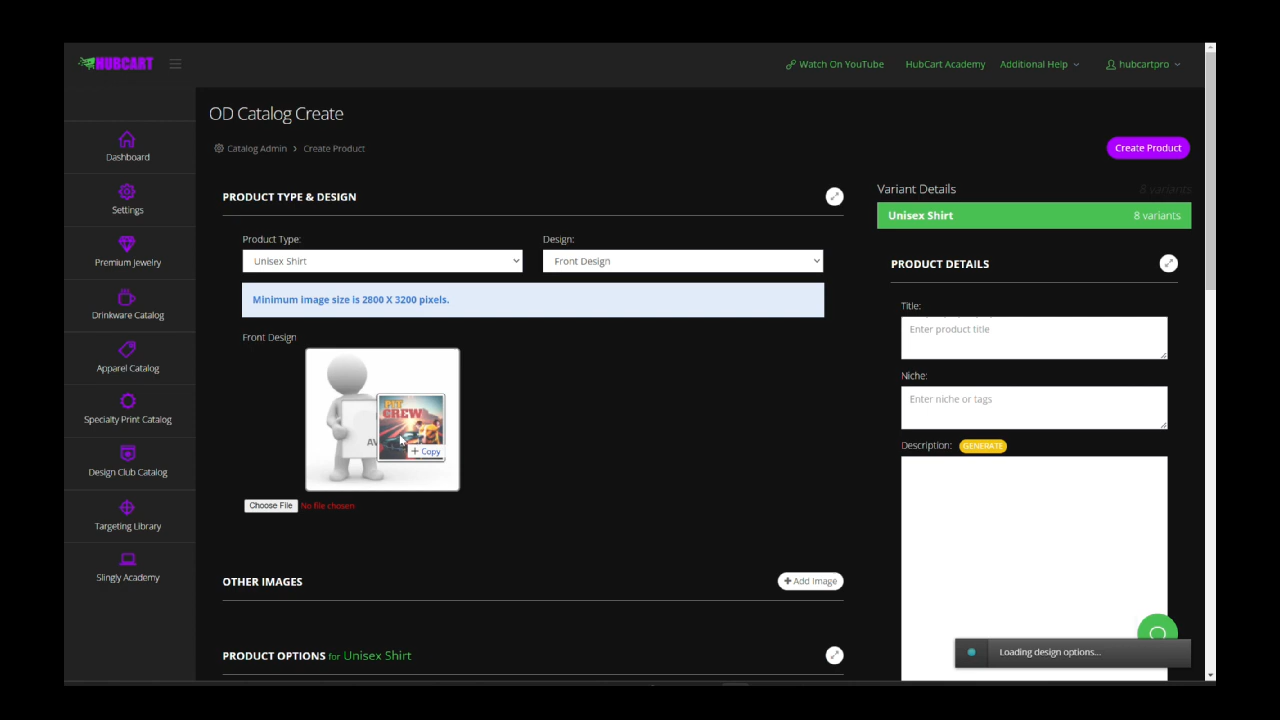 HUBCART
Watch On YouTube
HubCart Academy
Additional Help
hubcartpro
OD Catalog Create
Catalog Admin
Create Product
Create Product
Dashboard
Settings
Premium Jewelry
Drinkware Catalog
Apparel Catalog
Specialty Print Catalog
Design Club Catalog
Targeting Library
Slingly Academy
PRODUCT TYPE & DESIGN
Product Type:
Unisex Shirt
Design:
Front Design
Minimum image size is 2800 X 3200 pixels.
Front Design
AV
PIT
CREW
+ Copy
Choose File No file chosen
OTHER IMAGES
+ Add Image
PRODUCT OPTIONS for Unisex Shirt
Variant Details
8 variants
Unisex Shirt
8 variants
PRODUCT DETAILS
Title:
Enter product title
Niche:
Enter niche or tags
Description:
GENERATE
Loading design options...